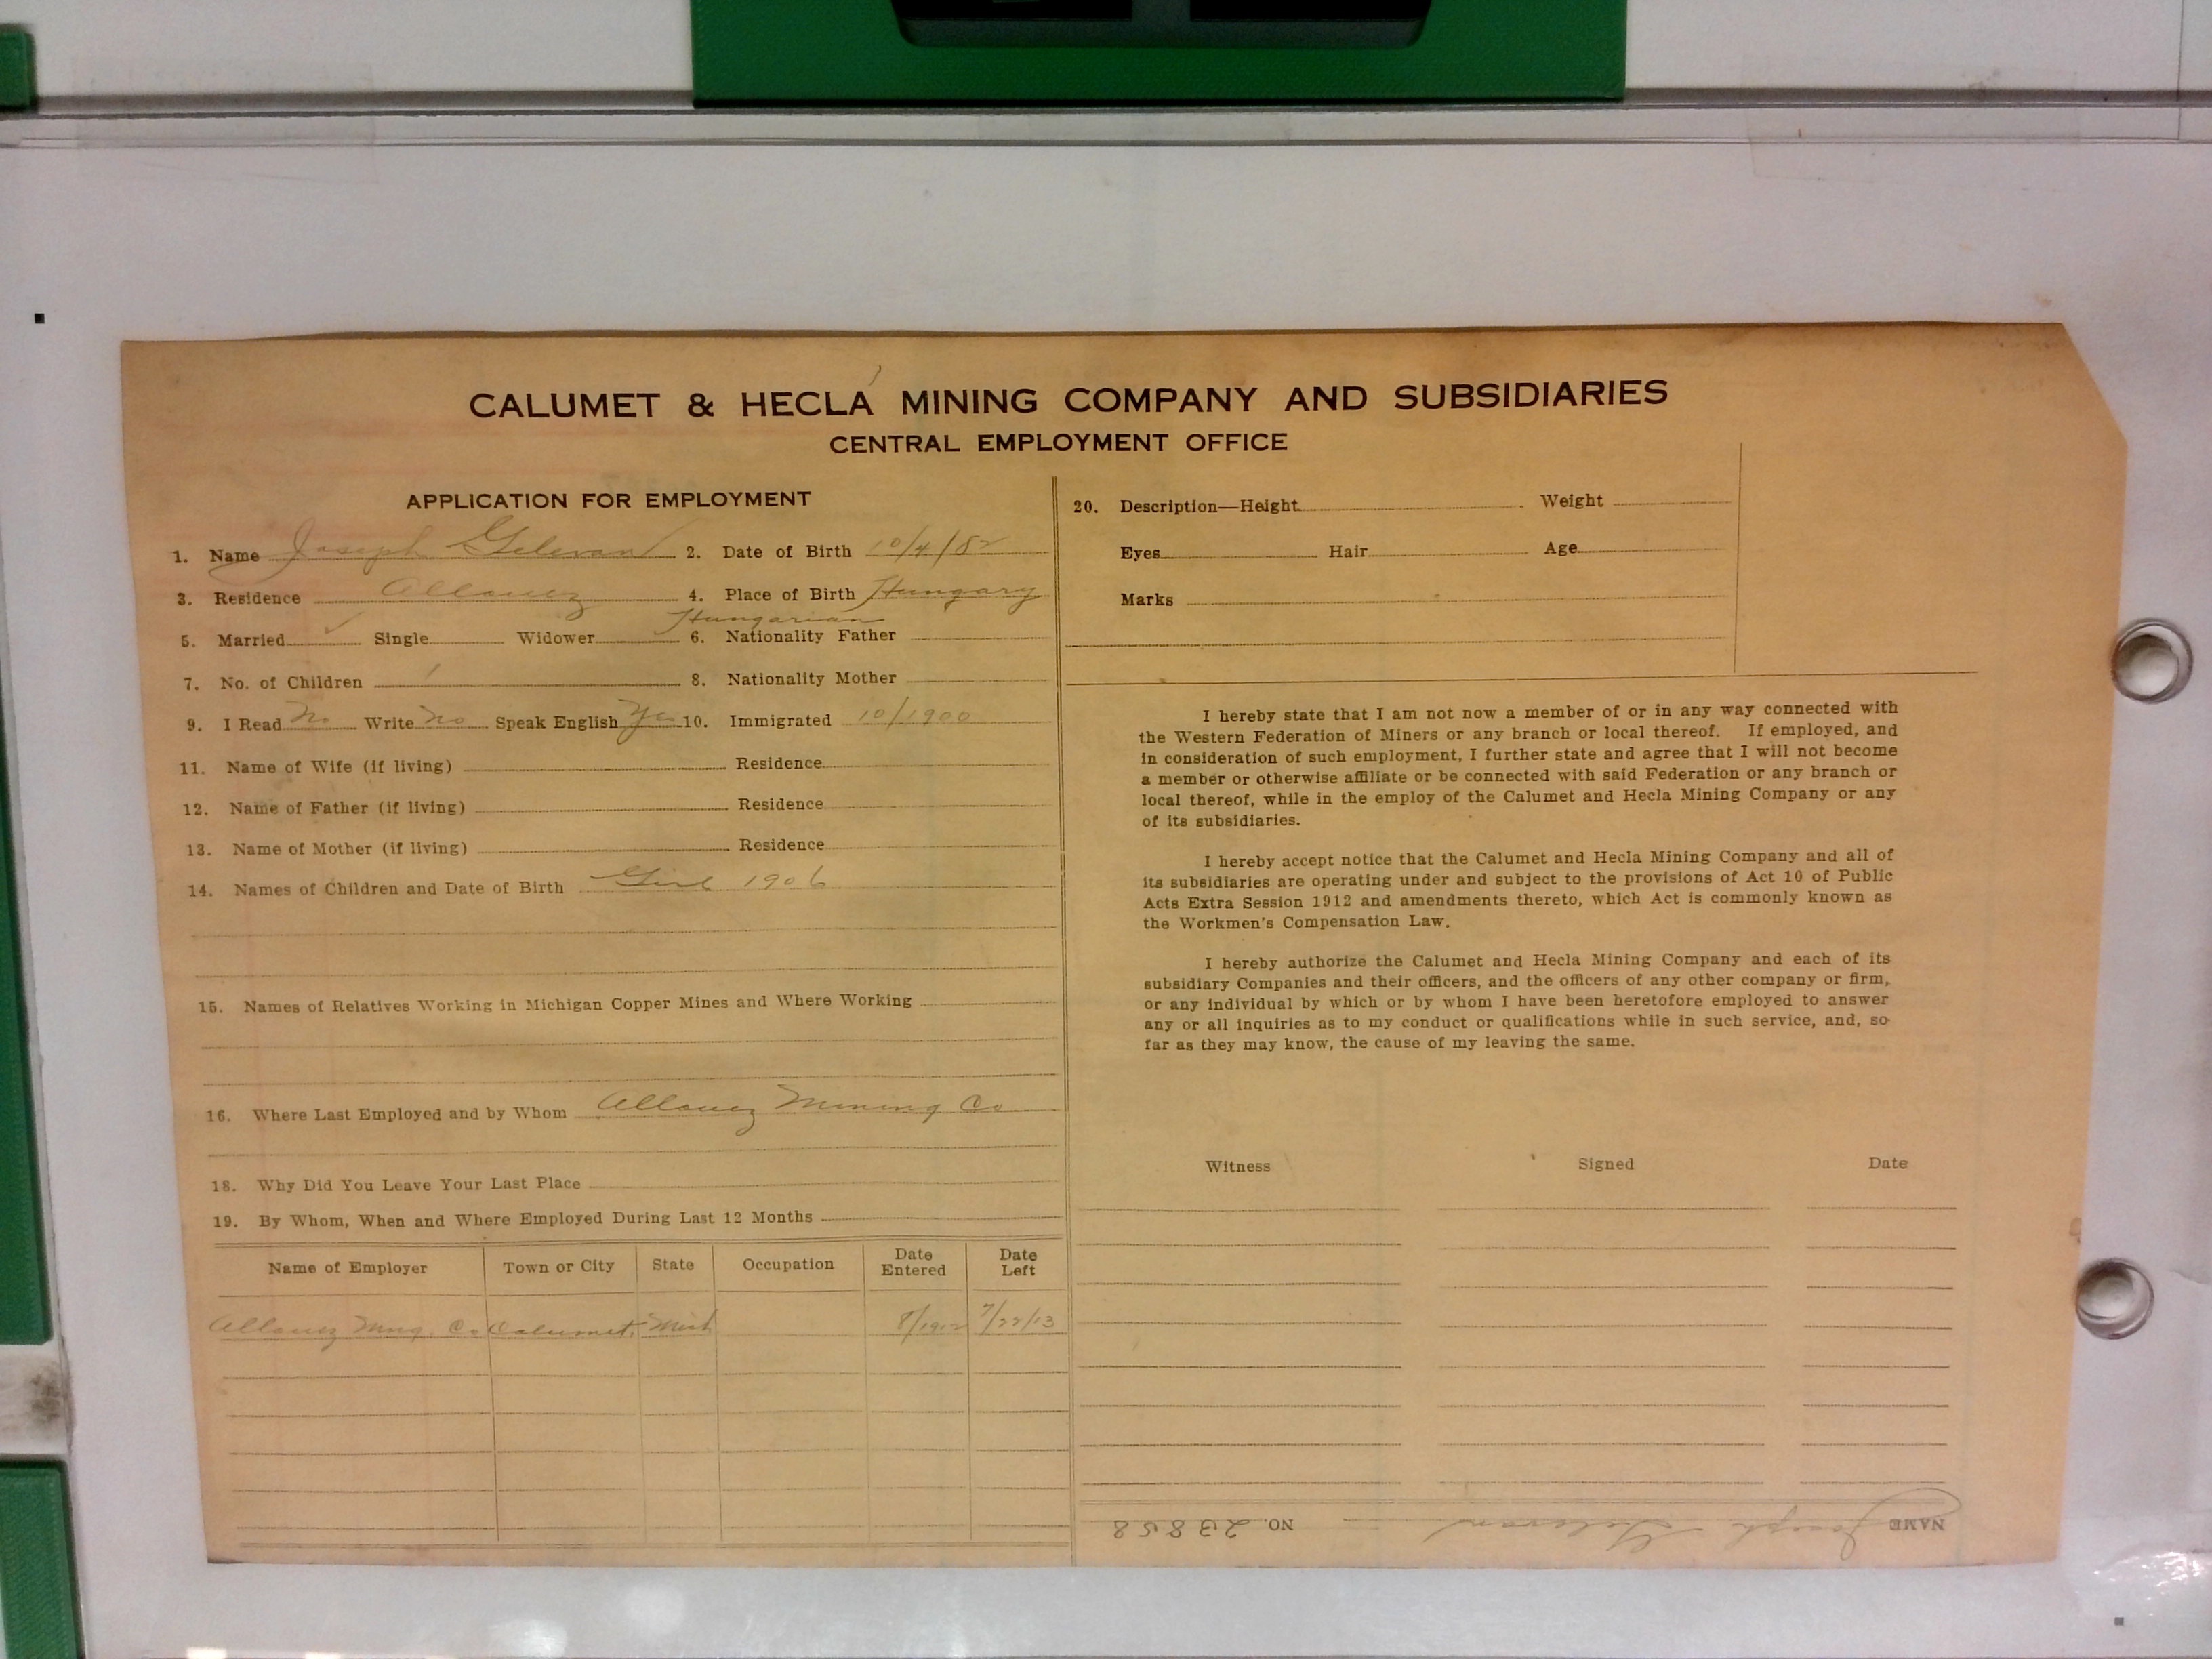 CALUMET & HECLA MINING COMPANY AND SUBSIDIARIES
CENTRAL EMPLOYMENT OFFICE
APPLICATION FOR EMPLOYMENT
1. Name Joseph 2. Date of Birth 10/4/82
3. Residence Allouez 4. Place of Birth Hungary
Hungarian
5. Married ✓ Single Widower 6. Nationality Father
7. No. of Children 1 8. Nationality Mother
9. I Read No Write No Speak English Yes 10. Immigrated 10/1900
11. Name of Wife (if living) Residence
12. Name of Father (if living) Residence
13. Name of Mother (if living) Residence
14. Names of Children and Date of Birth Girl 1906
15. Names of Relatives Working in Michigan Copper Mines and Where Working
16. Where Last Employed and by Whom Allouez Mining Co
18. Why Did You Leave Your Last Place
19. By Whom, When and Where Employed During Last 12 Months
Name of Employer Town or City State Occupation Date Entered Date Left
Allouez Mng. Co. Calumet, Mich 8/1912 7/22/13
20. Description—Height Weight
Eyes Hair Age
Marks
I hereby state that I am not now a member of or in any way connected with
the Western Federation of Miners or any branch or local thereof. If employed, and
in consideration of such employment, I further state and agree that I will not become
a member or otherwise affiliate or be connected with said Federation or any branch or
local thereof, while in the employ of the Calumet and Hecla Mining Company or any
of its subsidiaries.
I hereby accept notice that the Calumet and Hecla Mining Company and all of
its subsidiaries are operating under and subject to the provisions of Act 10 of Public
Acts Extra Session 1912 and amendments thereto, which Act is commonly known as
the Workmen's Compensation Law.
I hereby authorize the Calumet and Hecla Mining Company and each of its
subsidiary Companies and their officers, and the officers of any other company or firm,
or any individual by which or by whom I have been heretofore employed to answer
any or all inquiries as to my conduct or qualifications while in such service, and, so
far as they may know, the cause of my leaving the same.
Witness Signed Date
NAME Joseph NO. 23858